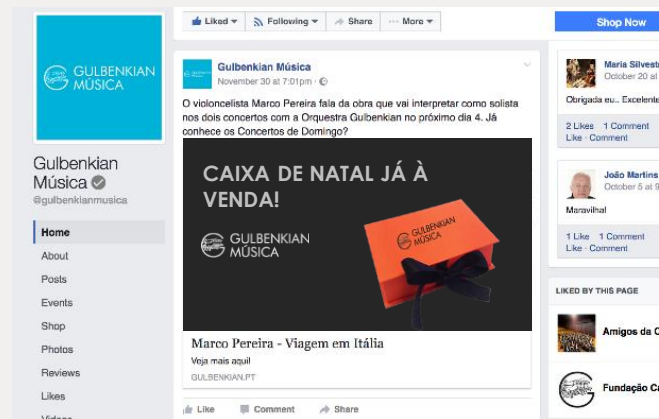 GULBENKIAN
MÚSICA
Gulbenkian
Música
@gulbenkianmusica
Home
About
Posts
Events
Shop
Photos
Reviews
Likes
Videos
Liked
Following
Share
More
Gulbenkian Música
November 30 at 7:01pm
O violoncelista Marco Pereira fala da obra que vai interpretar como solista
nos dois concertos com a Orquestra Gulbenkian no próximo dia 4. Já
conhece os Concertos de Domingo?
CAIXA DE NATAL JÁ À
VENDA!
GULBENKIAN
MÚSICA
GULBENKIAN
MÚSICA
Marco Pereira - Viagem em Itália
Veja mais aqui!
GULBENKIAN.PT
Like Comment Share
Shop Now
Maria Silvest
October 20 at
Obrigada eu.. Excelente
2 Likes 1 Comment
Like · Comment
João Martins
October 5 at 9
Maravilha!
1 Like 1 Comment
Like · Comment
LIKED BY THIS PAGE
Amigos da
Fundação Ca